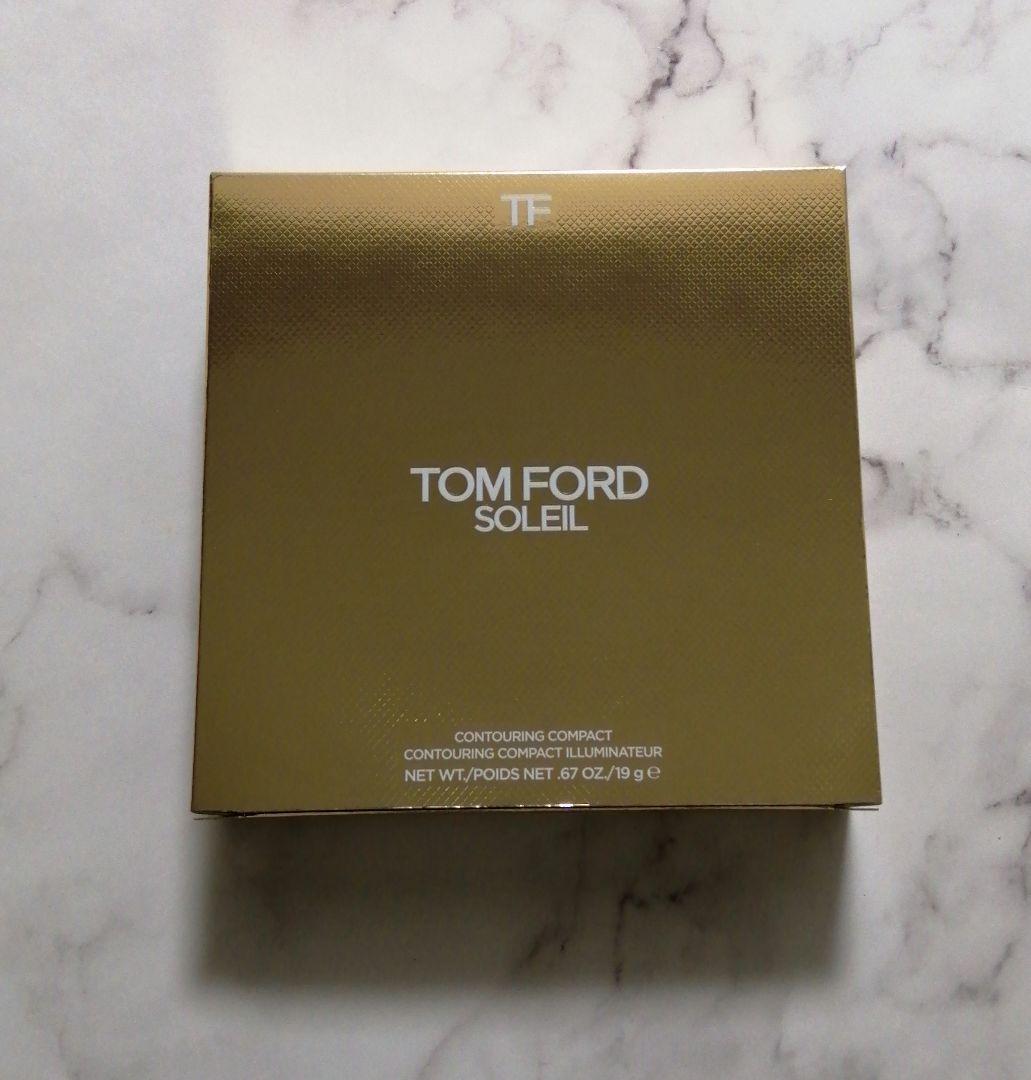 TF
TOM FORD
SOLEIL
CONTOURING COMPACT
CONTOURING COMPACT ILLUMINATEUR
NET WT./POIDS NET .67 OZ./19 g ℮